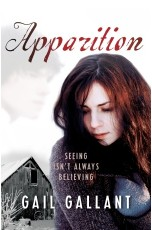 Apparition
SEEING
ISN'T ALWAYS
BELIEVING
GAIL GALLANT